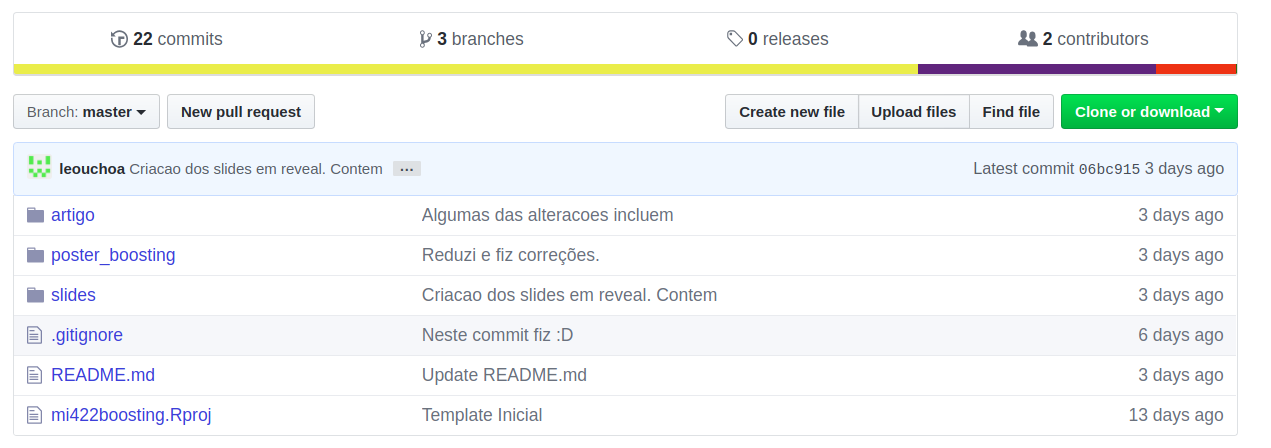 22 commits 3 branches 0 releases 2 contributors
Branch: master New pull request Create new file Upload files Find file Clone or download
leouchoa Criacao dos slides em reveal. Contem ... Latest commit 06bc915 3 days ago
artigo Algumas das alteracoes incluem 3 days ago
poster_boosting Reduzi e fiz correções. 3 days ago
slides Criacao dos slides em reveal. Contem 3 days ago
.gitignore Neste commit fiz :D 6 days ago
README.md Update README.md 3 days ago
mi422boosting.Rproj Template Inicial 13 days ago